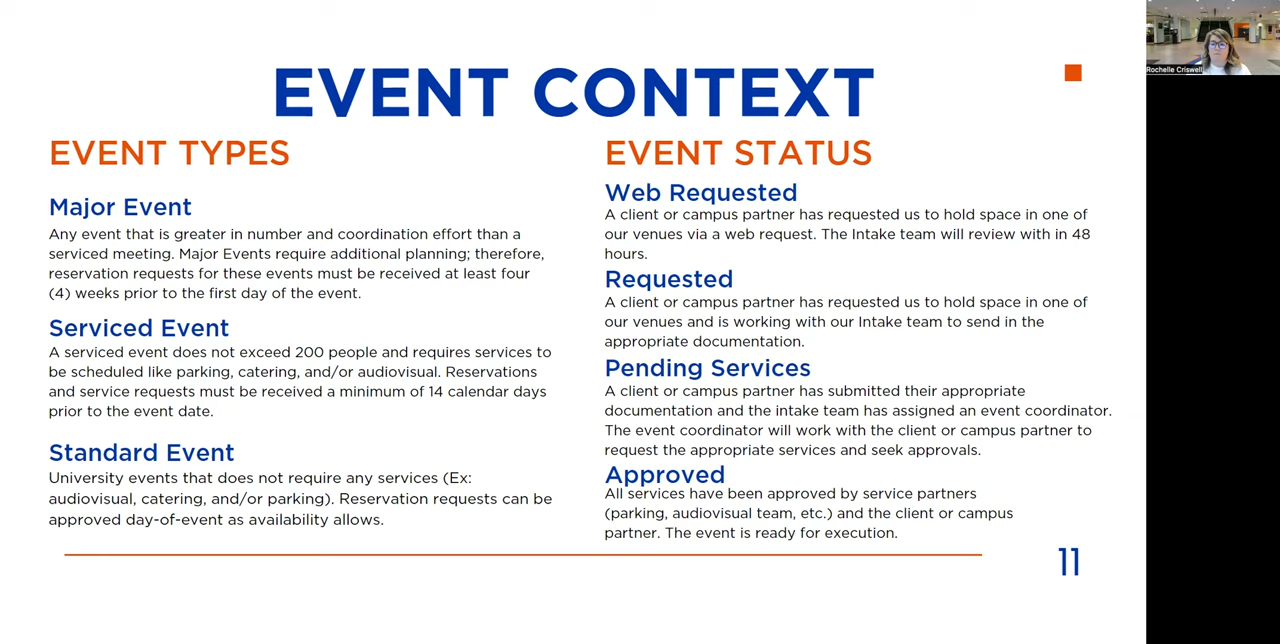 EVENT CONTEXT
EVENT TYPES
Major Event
Any event that is greater in number and coordination effort than a
serviced meeting. Major Events require additional planning; therefore,
reservation requests for these events must be received at least four
(4) weeks prior to the first day of the event.
Serviced Event
A serviced event does not exceed 200 people and requires services to
be scheduled like parking, catering, and/or audiovisual. Reservations
and service requests must be received a minimum of 14 calendar days
prior to the event date.
Standard Event
University events that does not require any services (Ex:
audiovisual, catering, and/or parking). Reservation requests can be
approved day-of-event as availability allows.
EVENT STATUS
Web Requested
A client or campus partner has requested us to hold space in one of
our venues via a web request. The Intake team will review with in 48
hours.
Requested
A client or campus partner has requested us to hold space in one of
our venues and is working with our Intake team to send in the
appropriate documentation.
Pending Services
A client or campus partner has submitted their appropriate
documentation and the intake team has assigned an event coordinator.
The event coordinator will work with the client or campus partner to
request the appropriate services and seek approvals.
Approved
All services have been approved by service partners
(parking, audiovisual team, etc.) and the client or campus
partner. The event is ready for execution.
11
Rochelle Criswell